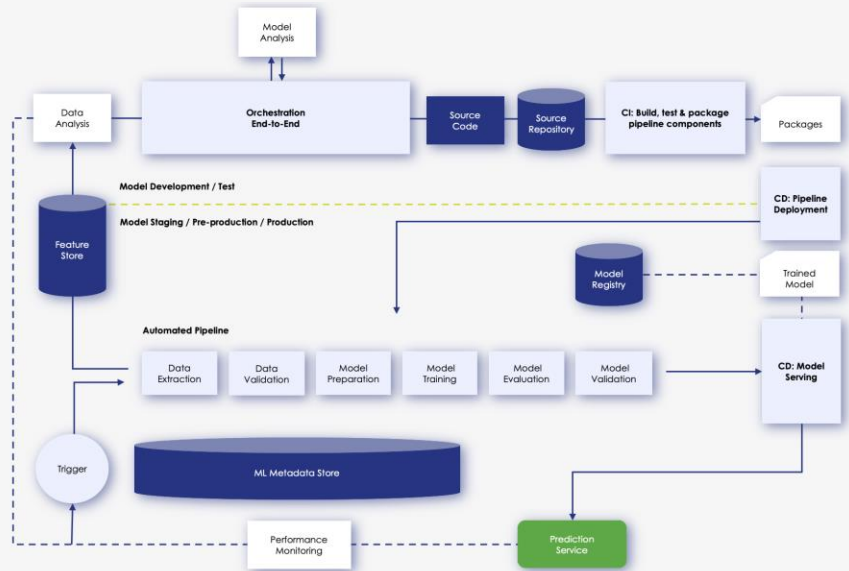 Model
Analysis
Data
Analysis
Orchestration
End-to-End
Source
Code
Source
Repository
CI: Build, test & package
pipeline components
Packages
Model Development / Test
Model Staging / Pre-production / Production
CD: Pipeline
Deployment
Feature
Store
Model
Registry
Trained
Model
Automated Pipeline
Data
Extraction
Data
Validation
Model
Preparation
Model
Training
Model
Evaluation
Model
Validation
CD: Model
Serving
Trigger
ML Metadata Store
Performance
Monitoring
Prediction
Service